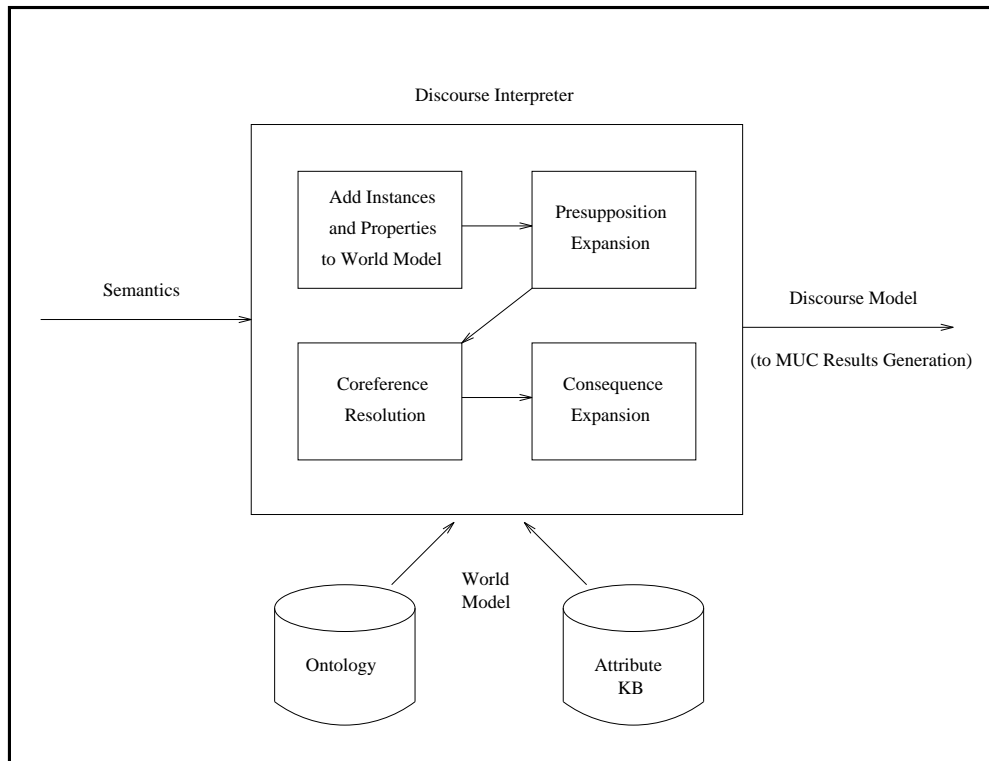 Discourse Interpreter
Add Instances
and Properties
to World Model
Presupposition
Expansion
Semantics
Discourse Model
(to MUC Results Generation)
Coreference
Resolution
Consequence
Expansion
World
Model
Ontology
Attribute
KB